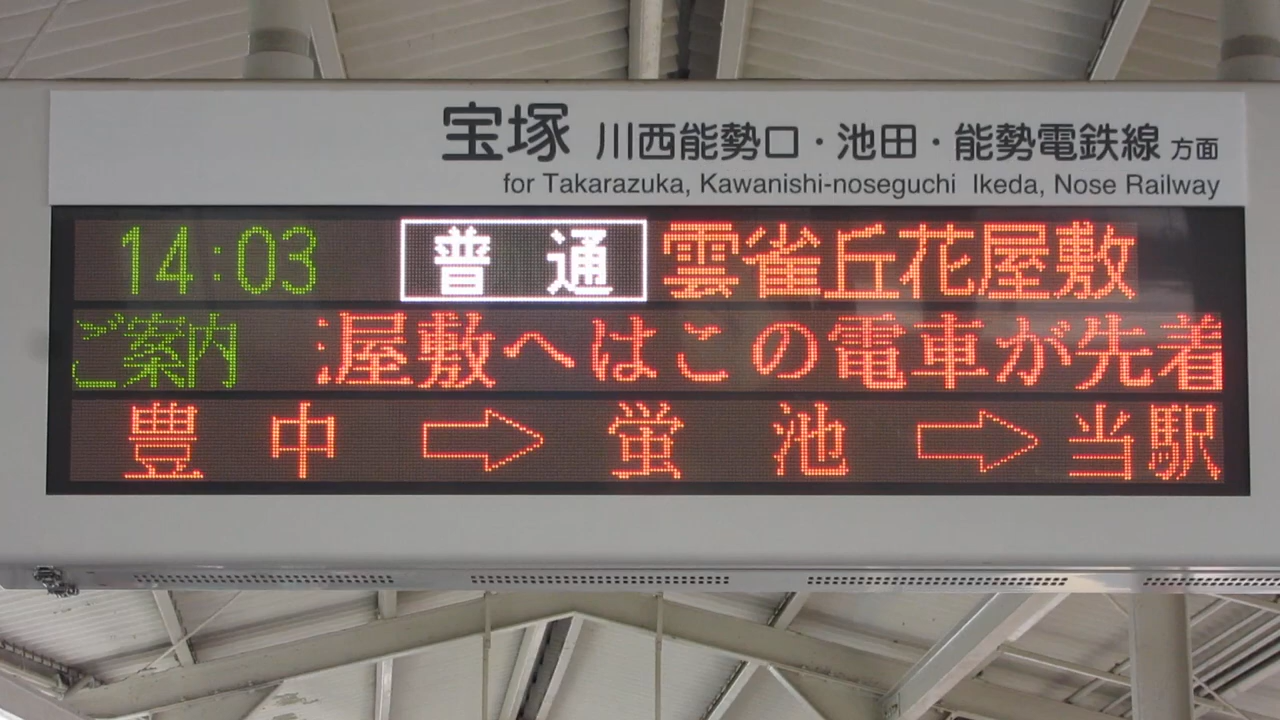 宝塚 川西能勢口・池田・能勢電鉄線 方面
for Takarazuka, Kawanishi-noseguchi Ikeda, Nose Railway
14:03 普 通 雲雀丘花屋敷
ご案内 屋敷へはこの電車が先着
豊 中 ⇨ 蛍 池 ⇨ 当駅